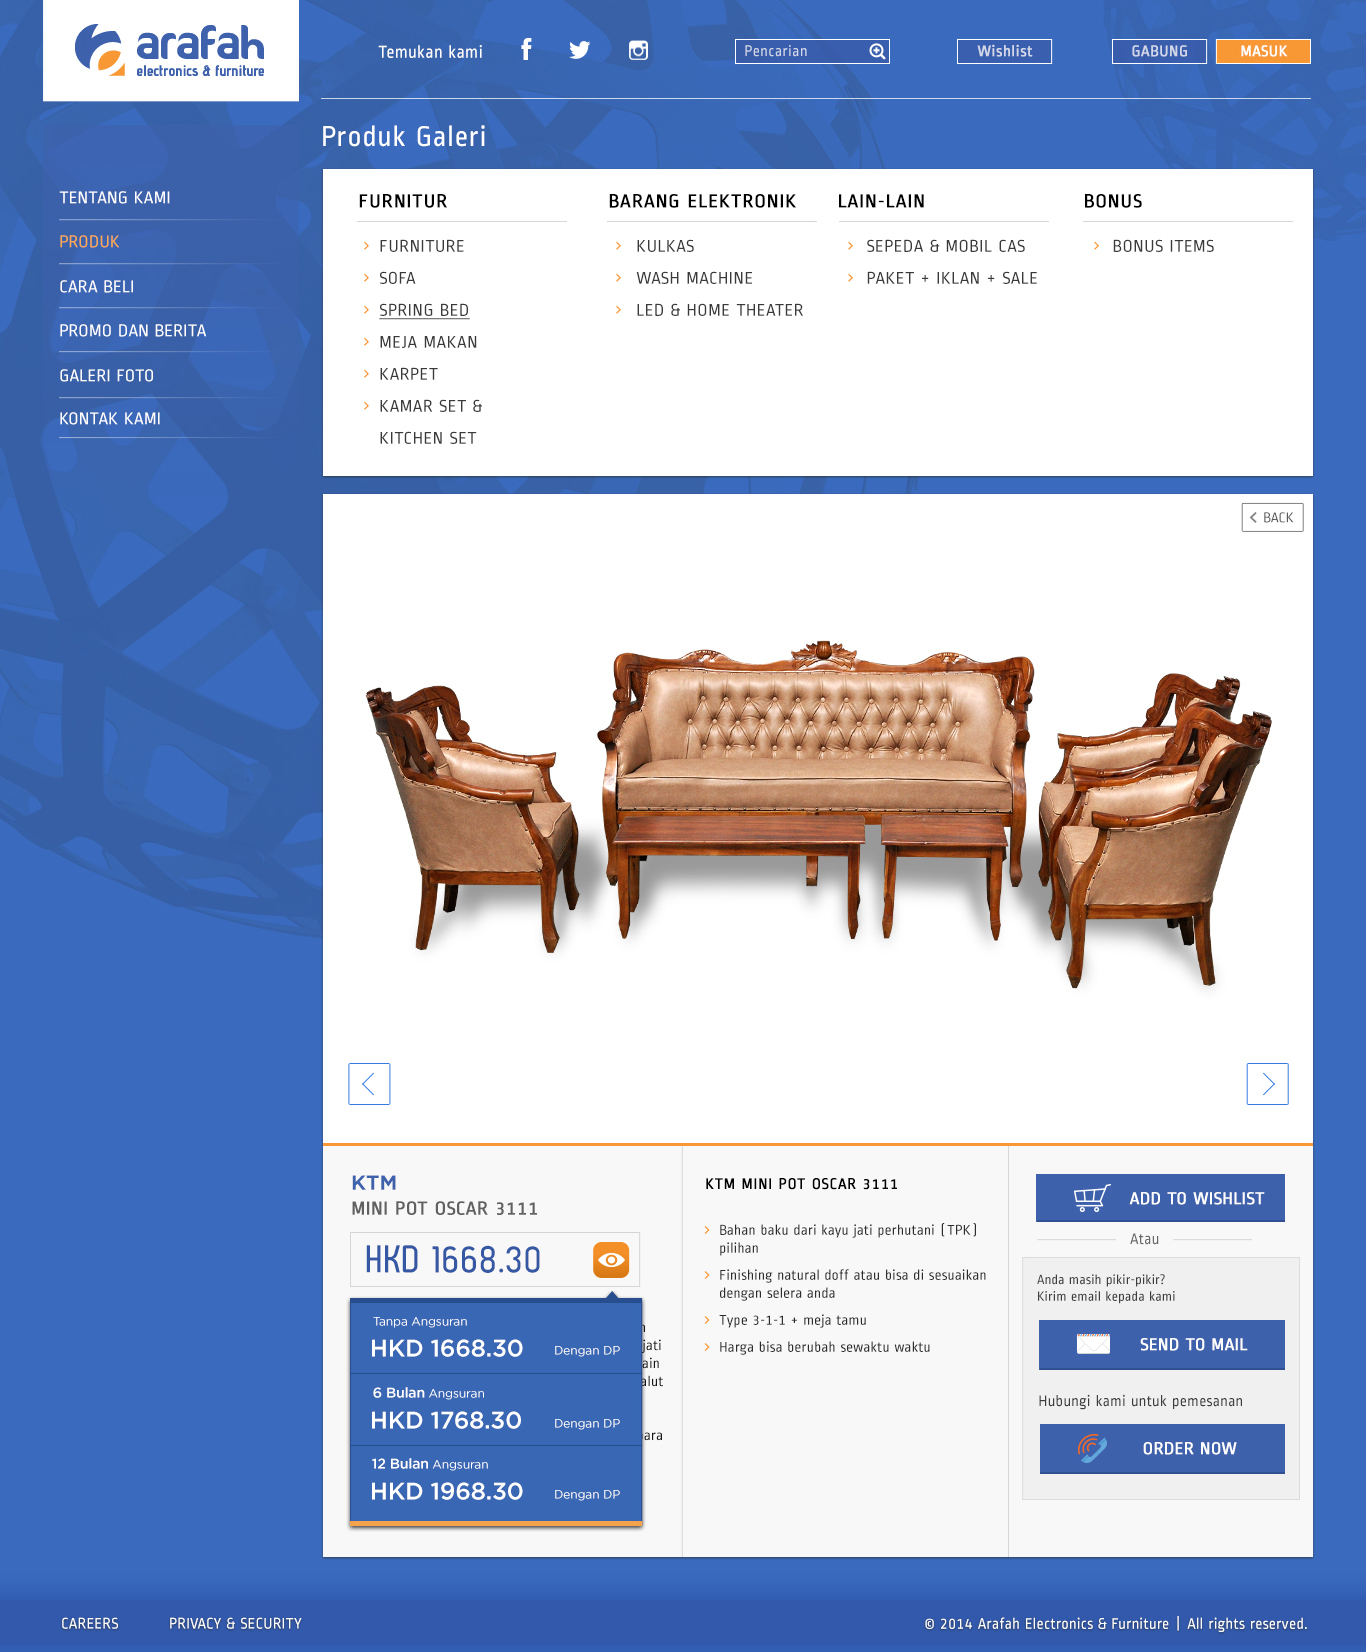 arafah
electronics & furniture
Temukan kami
Pencarian
Wishlist
GABUNG
MASUK
Produk Galeri
TENTANG KAMI
PRODUK
CARA BELI
PROMO DAN BERITA
GALERI FOTO
KONTAK KAMI
FURNITUR
FURNITURE
SOFA
SPRING BED
MEJA MAKAN
KARPET
KAMAR SET &
KITCHEN SET
BARANG ELEKTRONIK
KULKAS
WASH MACHINE
LED & HOME THEATER
LAIN-LAIN
SEPEDA & MOBIL CAS
PAKET + IKLAN + SALE
BONUS
BONUS ITEMS
BACK
KTM
MINI POT OSCAR 3111
HKD 1668.30
Tanpa Angsuran
HKD 1668.30 Dengan DP
6 Bulan Angsuran
HKD 1768.30 Dengan DP
12 Bulan Angsuran
HKD 1968.30 Dengan DP
KTM MINI POT OSCAR 3111
Bahan baku dari kayu jati perhutani (TPK)
pilihan
Finishing natural doff atau bisa di sesuaikan
dengan selera anda
Type 3-1-1 + meja tamu
Harga bisa berubah sewaktu waktu
ADD TO WISHLIST
Atau
Anda masih pikir-pikir?
Kirim email kepada kami
SEND TO MAIL
Hubungi kami untuk pemesanan
ORDER NOW
CAREERS
PRIVACY & SECURITY
© 2014 Arafah Electronics & Furniture | All rights reserved.